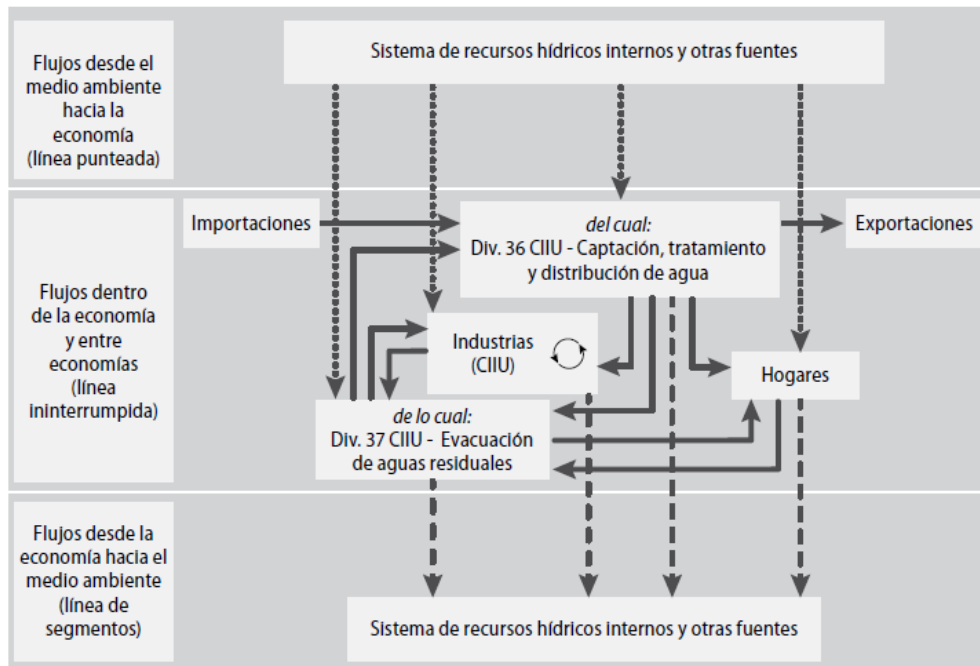 Flujos desde el
medio ambiente
hacia la
economía
(línea punteada)
Sistema de recursos hídricos internos y otras fuentes
Flujos dentro
de la economía
y entre
economías
(línea
ininterrumpida)
Importaciones
del cual:
Div. 36 CIIU - Captación, tratamiento
y distribución de agua
Exportaciones
Industrias
(CIIU)
Hogares
de lo cual:
Div. 37 CIIU - Evacuación
de aguas residuales
Flujos desde la
economía hacia el
medio ambiente
(línea de
segmentos)
Sistema de recursos hídricos internos y otras fuentes